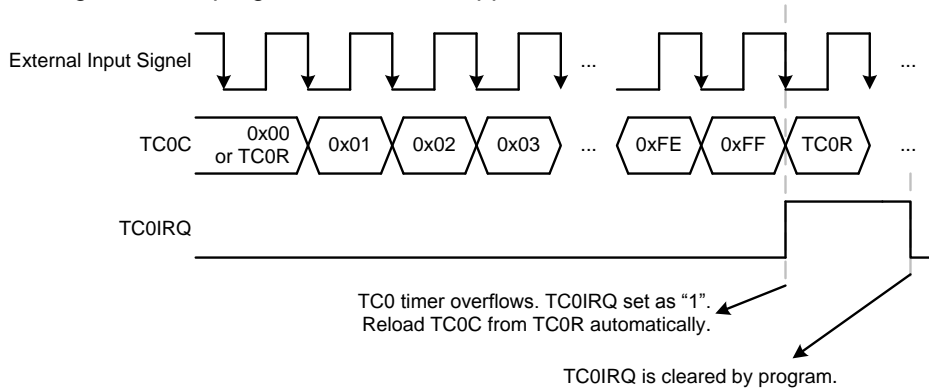 External Input Signel
...
...
TC0C
0x00
or TC0R
0x01
0x02
0x03
...
0xFE
0xFF
TC0R
...
TC0IRQ
TC0 timer overflows. TC0IRQ set as “1”.
Reload TC0C from TC0R automatically.
TC0IRQ is cleared by program.